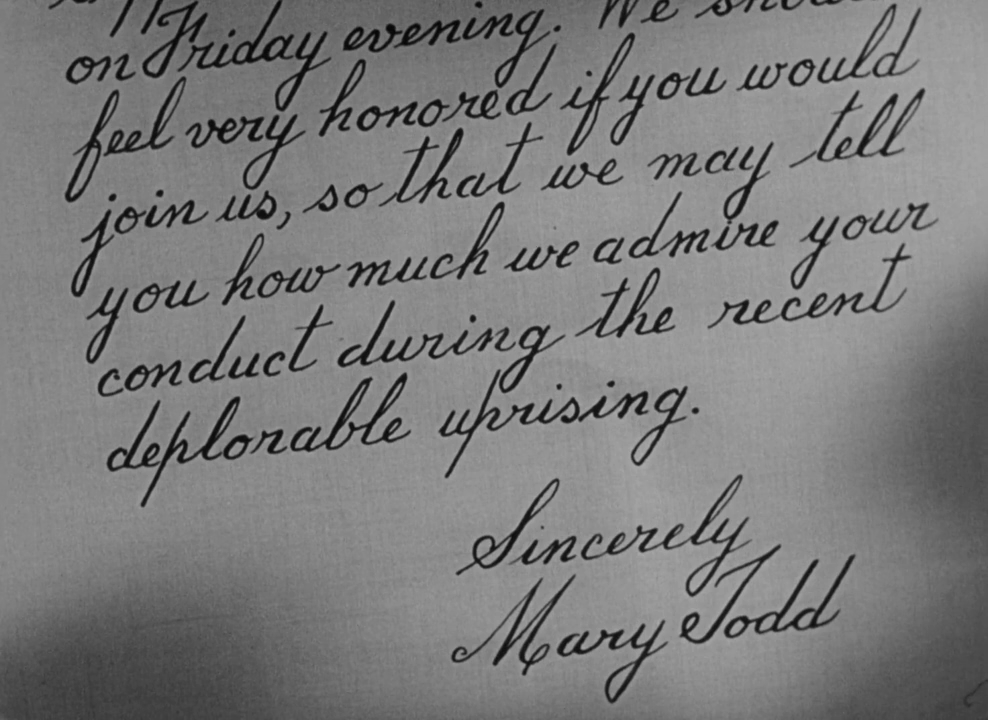 on Friday evening. We
feel very honored if you would
join us, so that we may tell
you how much we admire your
conduct during the recent
deplorable uprising.
Sincerely
Mary Todd